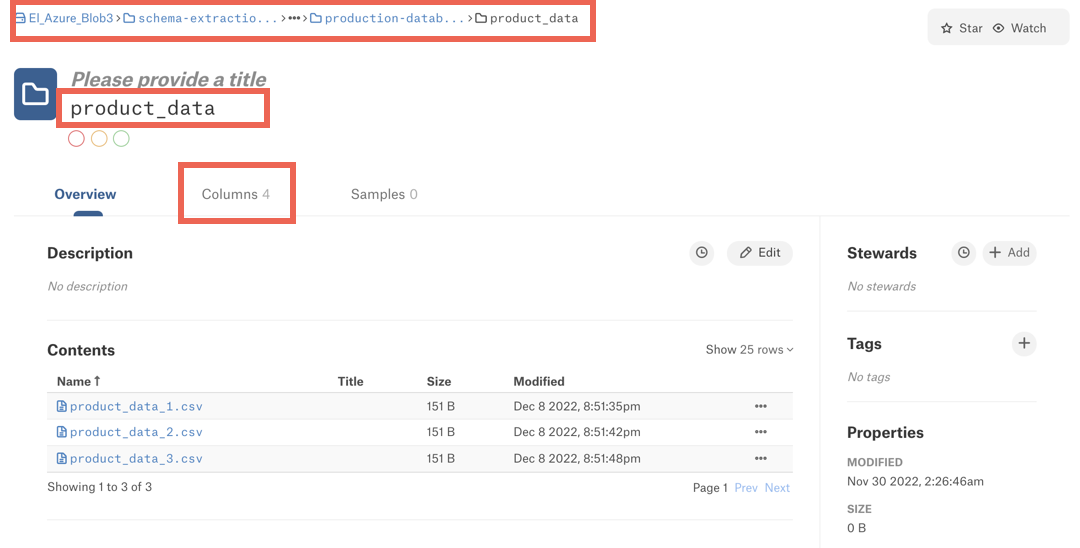 EI_Azure_Blob3 > schema-extractio... > ••• > production-datab... > product_data
Star Watch
Please provide a title
product_data
Overview Columns 4 Samples 0
Description Edit
No description
Stewards Add
No stewards
Contents Show 25 rows
Name ↑ Title Size Modified
product_data_1.csv 151 B Dec 8 2022, 8:51:35pm •••
product_data_2.csv 151 B Dec 8 2022, 8:51:42pm •••
product_data_3.csv 151 B Dec 8 2022, 8:51:48pm •••
Showing 1 to 3 of 3 Page 1 Prev Next
Tags
No tags
Properties
MODIFIED
Nov 30 2022, 2:26:46am
SIZE
0 B